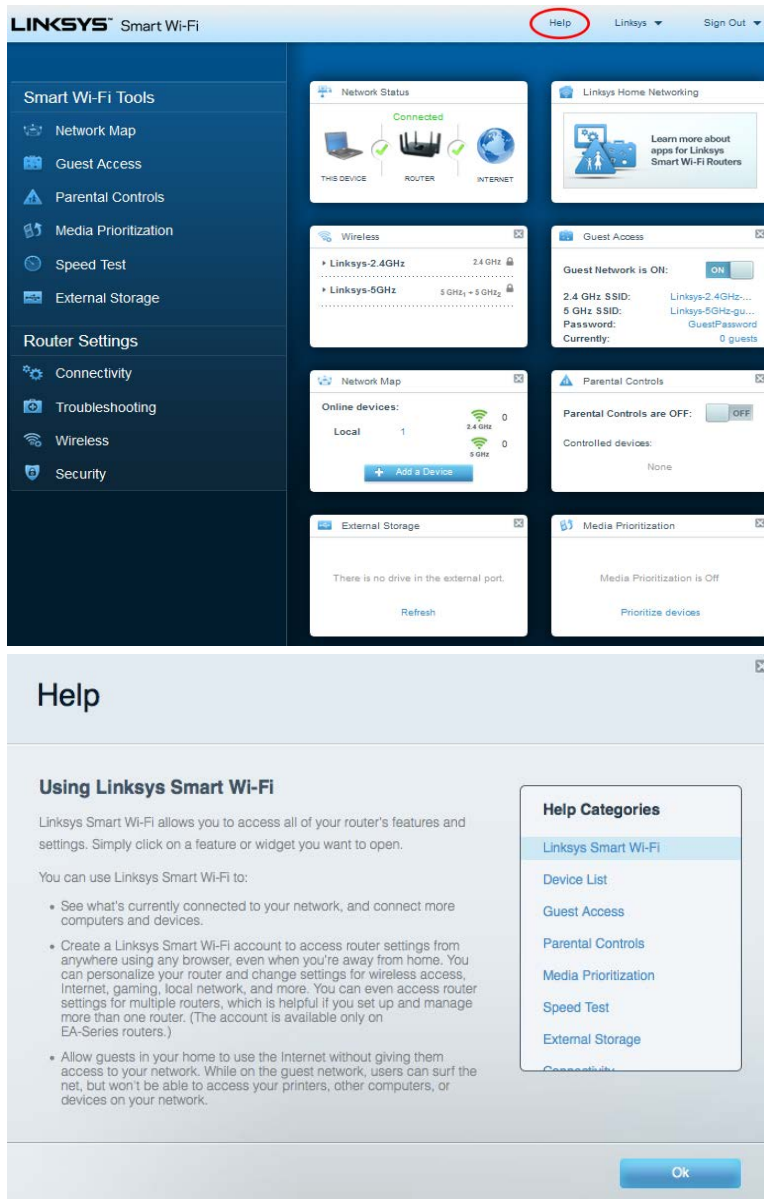 LINKSYS™ Smart Wi-Fi
Help
Linksys
Sign Out
Smart Wi-Fi Tools
Network Map
Guest Access
Parental Controls
Media Prioritization
Speed Test
External Storage
Router Settings
Connectivity
Troubleshooting
Wireless
Security
Network Status
Connected
THIS DEVICE
ROUTER
INTERNET
Linksys Home Networking
Learn more about
apps for Linksys
Smart Wi-Fi Routers
Wireless
Linksys-2.4GHz 2.4 GHz
Linksys-5GHz 5 GHz1 + 5 GHz2
Guest Access
Guest Network is ON: ON
2.4 GHz SSID: Linksys-2.4GHz-...
5 GHz SSID: Linksys-5GHz-gu...
Password: GuestPassword
Currently: 0 guests
Network Map
Online devices:
Local 1
0
2.4 GHz
0
5 GHz
+ Add a Device
Parental Controls
Parental Controls are OFF: OFF
Controlled devices:
None
External Storage
There is no drive in the external port.
Refresh
Media Prioritization
Media Prioritization is Off
Prioritize devices
Help
Using Linksys Smart Wi-Fi
Linksys Smart Wi-Fi allows you to access all of your router's features and
settings. Simply click on a feature or widget you want to open.
You can use Linksys Smart Wi-Fi to:
• See what's currently connected to your network, and connect more
computers and devices.
• Create a Linksys Smart Wi-Fi account to access router settings from
anywhere using any browser, even when you're away from home. You
can personalize your router and change settings for wireless access,
Internet, gaming, local network, and more. You can even access router
settings for multiple routers, which is helpful if you set up and manage
more than one router. (The account is available only on
EA-Series routers.)
• Allow guests in your home to use the Internet without giving them
access to your network. While on the guest network, users can surf the
net, but won't be able to access your printers, other computers, or
devices on your network.
Help Categories
Linksys Smart Wi-Fi
Device List
Guest Access
Parental Controls
Media Prioritization
Speed Test
External Storage
Connectivity
Ok